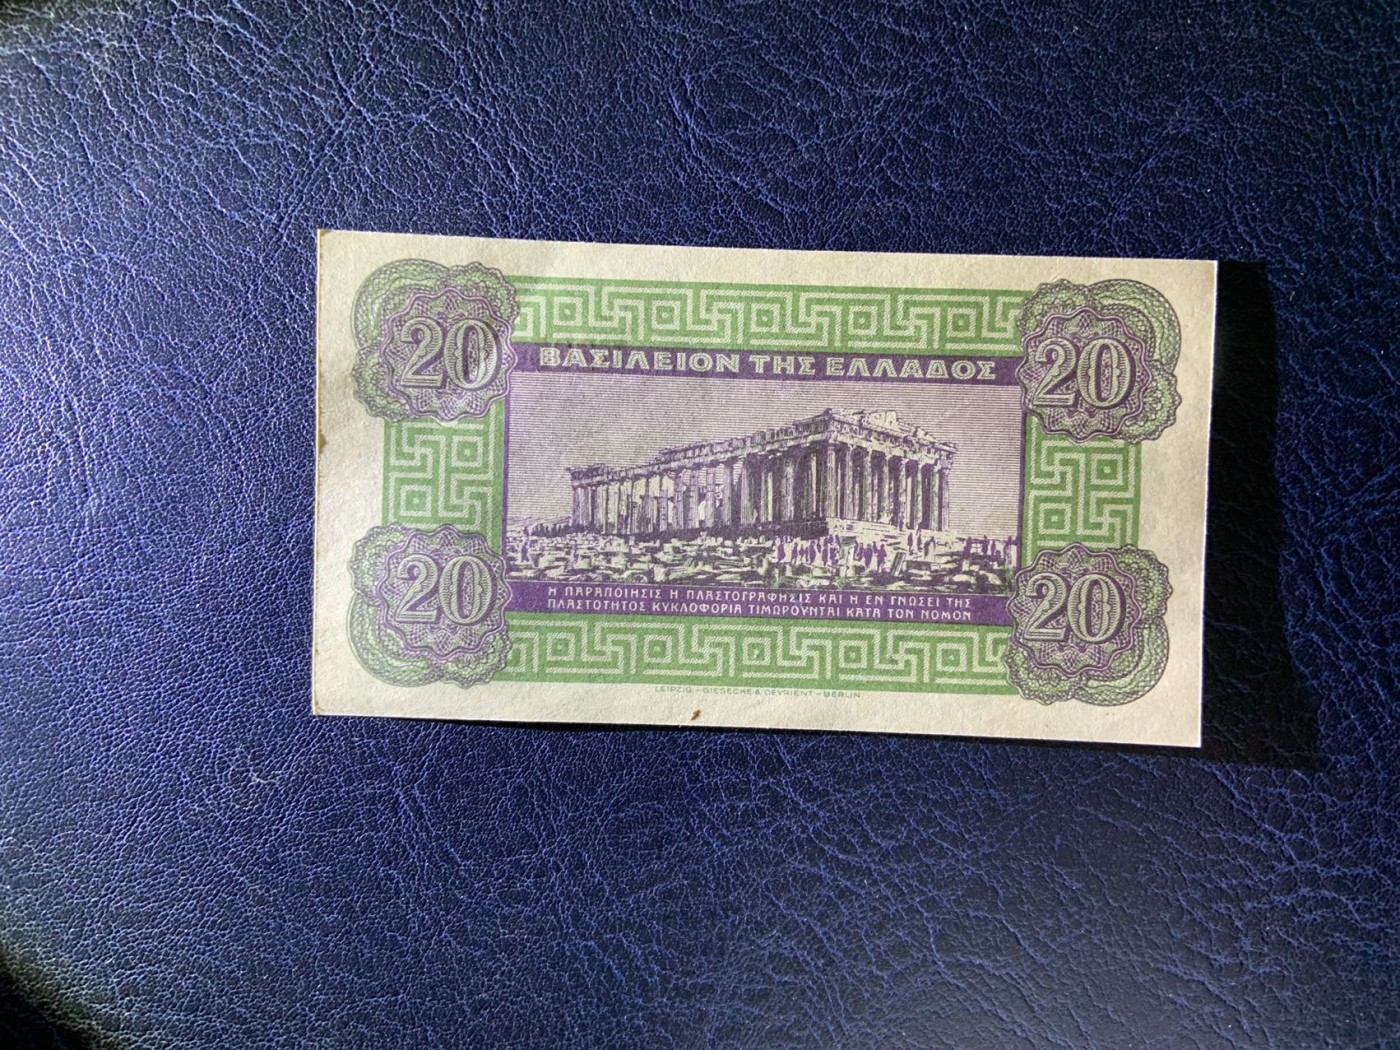 20 20
ΒΑΣΙΛΕΙΟΝ ΤΗΣ ΕΛΛΑΔΟΣ
Η ΠΑΡΑΠΟΙΗΣΙΣ Η ΠΛΑΣΤΟΓΡΑΦΗΣΙΣ ΚΑΙ Η ΕΝ ΓΝΩΣΕΙ ΤΗΣ
ΠΛΑΣΤΟΤΗΤΟΣ ΚΥΚΛΟΦΟΡΙΑ ΤΙΜΩΡΟΥΝΤΑΙ ΚΑΤΑ ΤΟΝ ΝΟΜΟΝ
20 20
LEIPZIG – GIESECKE & DEVRIENT – BERLIN